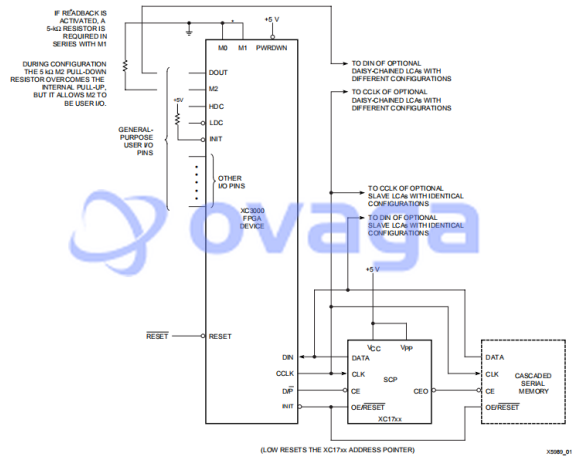 IF READBACK IS
ACTIVATED, A
5-kΩ RESISTOR IS
REQUIRED IN
SERIES WITH M1
*
+5 V
M0 M1 PWRDWN
DURING CONFIGURATION
THE 5 kΩ M2 PULL-DOWN
RESISTOR OVERCOMES THE
INTERNAL PULL-UP,
BUT IT ALLOWS M2 TO
BE USER I/O.
TO DIN OF OPTIONAL
DAISY-CHAINED LCAs WITH
DIFFERENT CONFIGURATIONS
TO CCLK OF OPTIONAL
DAISY-CHAINED LCAs WITH
DIFFERENT CONFIGURATIONS
DOUT
M2
HDC
LDC
INIT
+5V
GENERAL-
PURPOSE
USER I/O
PINS
OTHER
I/O PINS
XC3000
FPGA
DEVICE
TO CCLK OF OPTIONAL
SLAVE LCAs WITH IDENTICAL
CONFIGURATIONS
TO DIN OF OPTIONAL
SLAVE LCAs WITH IDENTICAL
CONFIGURATIONS
ovaga
+5 V
RESET
RESET
VCC VPP
DIN
CCLK
D/P
INIT
DATA
CLK
CE
OE/RESET
SCP
CEO
XC17xx
DATA
CLK
CE
OE/RESET
CASCADED
SERIAL
MEMORY
(LOW RESETS THE XC17xx ADDRESS POINTER)
X5989_01